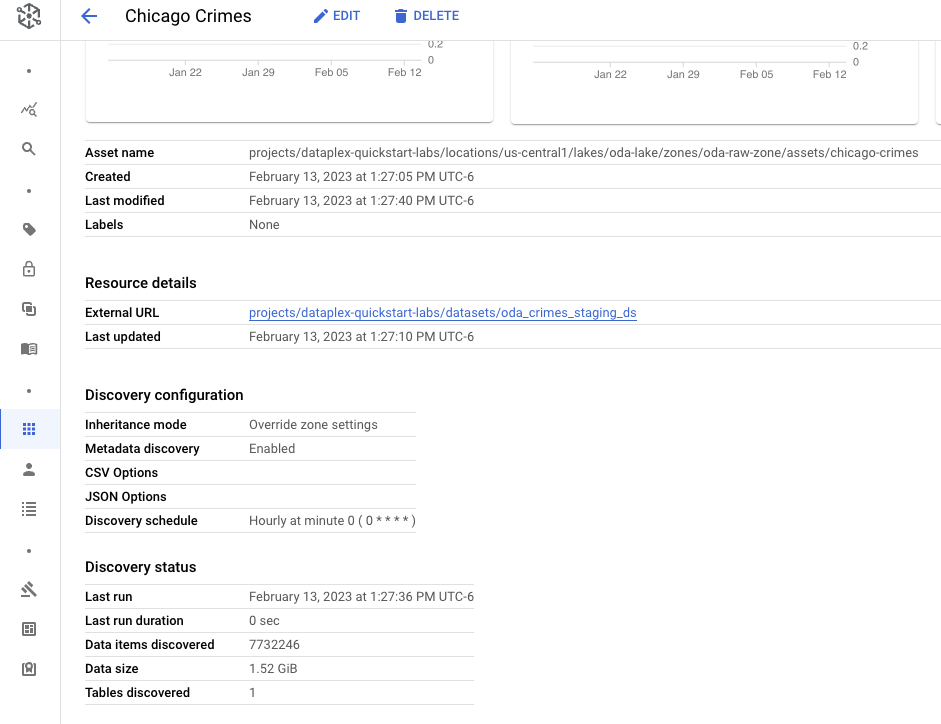 Chicago Crimes EDIT DELETE
0.2 0.2
0 0
Jan 22 Jan 29 Feb 05 Feb 12 Jan 22 Jan 29 Feb 05 Feb 12
Asset name projects/dataplex-quickstart-labs/locations/us-central1/lakes/oda-lake/zones/oda-raw-zone/assets/chicago-crimes
Created February 13, 2023 at 1:27:05 PM UTC-6
Last modified February 13, 2023 at 1:27:40 PM UTC-6
Labels None
Resource details
External URL projects/dataplex-quickstart-labs/datasets/oda_crimes_staging_ds
Last updated February 13, 2023 at 1:27:10 PM UTC-6
Discovery configuration
Inheritance mode Override zone settings
Metadata discovery Enabled
CSV Options
JSON Options
Discovery schedule Hourly at minute 0 ( 0 * * * * )
Discovery status
Last run February 13, 2023 at 1:27:36 PM UTC-6
Last run duration 0 sec
Data items discovered 7732246
Data size 1.52 GiB
Tables discovered 1